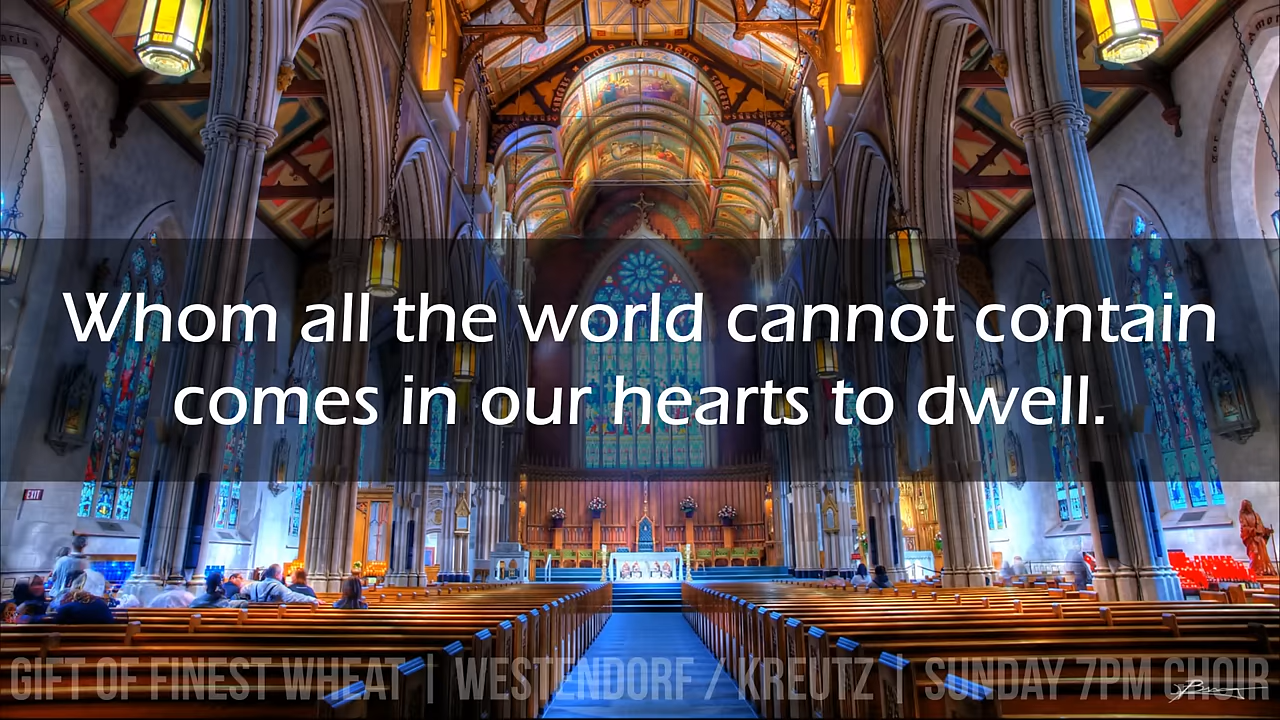 EXIT
Whom all the world cannot contain
comes in our hearts to dwell.
GIFT OF FINEST WHEAT | WESTENDORF / KREUTZ | SUNDAY 7PM CHOIR